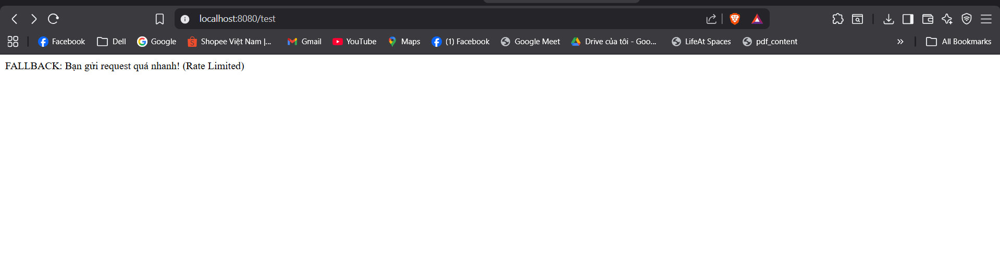 localhost:8080/test
Facebook Dell Google Shopee Việt Nam |... Gmail YouTube Maps (1) Facebook Google Meet Drive của tôi - Goo... LifeAt Spaces pdf_content » All Bookmarks
FALLBACK: Bạn gửi request quá nhanh! (Rate Limited)